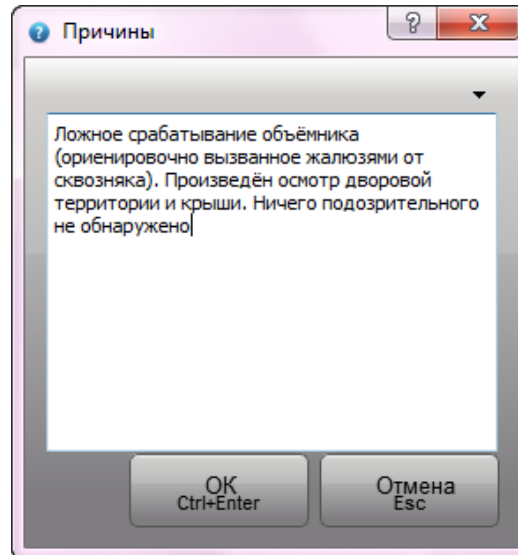 Причины
Ложное срабатывание объёмника
(ориенировочно вызванное жалюзями от
сквозняка). Произведён осмотр дворовой
территории и крыши. Ничего подозрительного
не обнаружено
ОК
Ctrl+Enter
Отмена
Esc